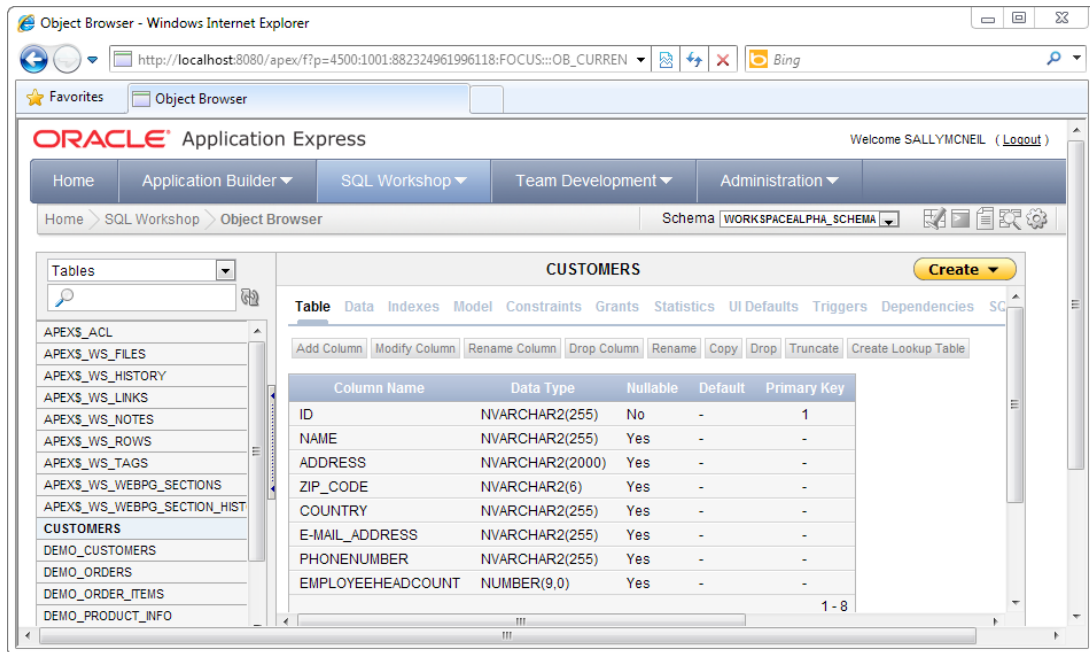 Object Browser - Windows Internet Explorer
http://localhost:8080/apex/f?p=4500:1001:882324961996118:FOCUS:::OB_CURREN
Bing
Favorites Object Browser
ORACLE Application Express
Welcome SALLYMCNEIL ( Logout )
Home Application Builder SQL Workshop Team Development Administration
Home SQL Workshop Object Browser
Schema WORKSPACEALPHA_SCHEMA
Tables
APEX$_ACL
APEX$_WS_FILES
APEX$_WS_HISTORY
APEX$_WS_LINKS
APEX$_WS_NOTES
APEX$_WS_ROWS
APEX$_WS_TAGS
APEX$_WS_WEBPG_SECTIONS
APEX$_WS_WEBPG_SECTION_HIST
CUSTOMERS
DEMO_CUSTOMERS
DEMO_ORDERS
DEMO_ORDER_ITEMS
DEMO_PRODUCT_INFO
CUSTOMERS
Create
Table Data Indexes Model Constraints Grants Statistics UI Defaults Triggers Dependencies SQ
Add Column Modify Column Rename Column Drop Column Rename Copy Drop Truncate Create Lookup Table
Column Name Data Type Nullable Default Primary Key
ID NVARCHAR2(255) No - 1
NAME NVARCHAR2(255) Yes - -
ADDRESS NVARCHAR2(2000) Yes - -
ZIP_CODE NVARCHAR2(6) Yes - -
COUNTRY NVARCHAR2(255) Yes - -
E-MAIL_ADDRESS NVARCHAR2(255) Yes - -
PHONENUMBER NVARCHAR2(255) Yes - -
EMPLOYEEHEADCOUNT NUMBER(9,0) Yes - -
1 - 8